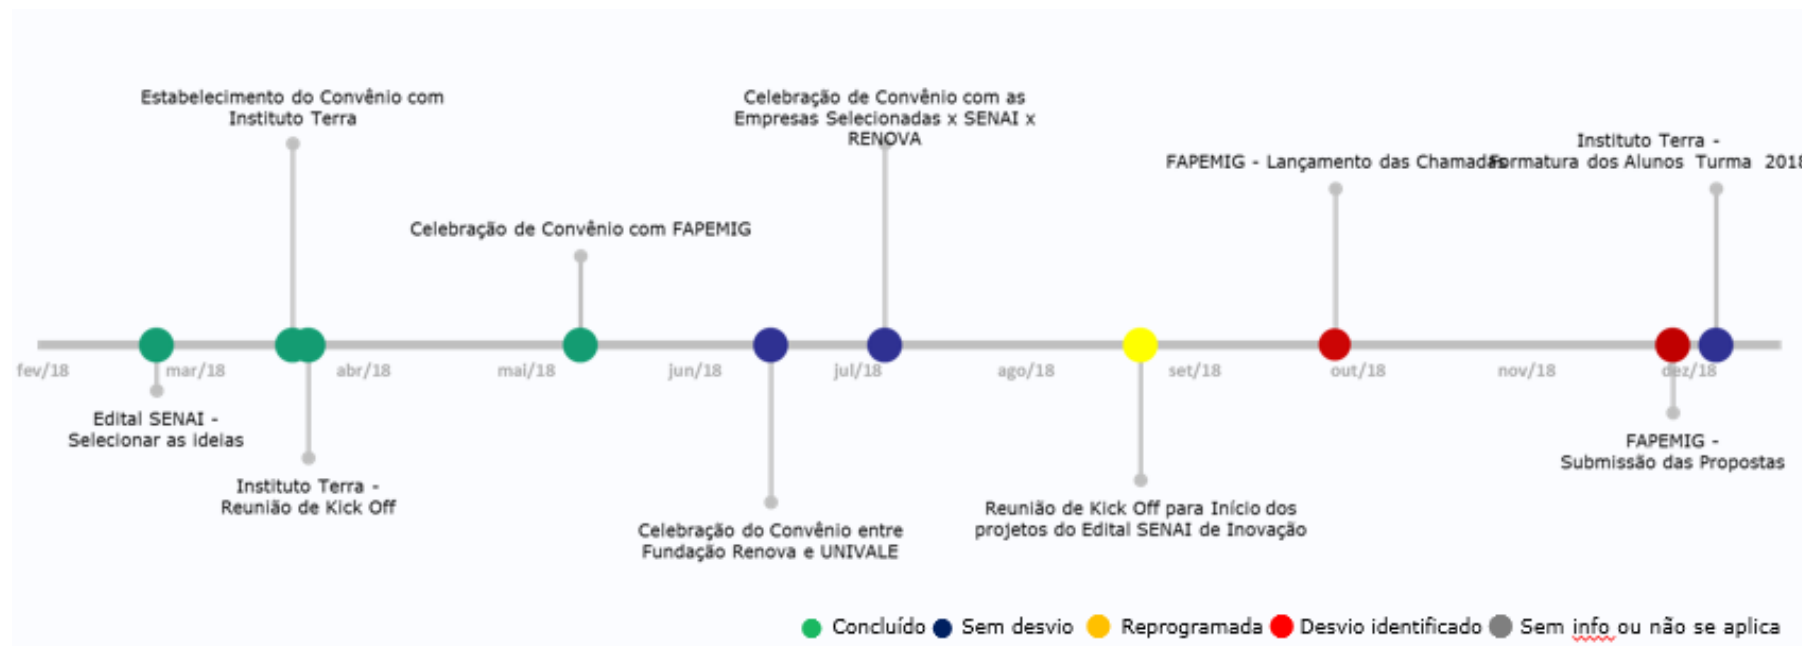 Estabelecimento do Convênio com
Instituto Terra
Celebração de Convênio com as
Empresas Selecionadas x SENAI x
RENOVA
Instituto Terra -
FAPEMIG - Lançamento das Chamadas
Formatura dos Alunos Turma 2018
Celebração de Convênio com FAPEMIG
fev/18 mar/18 abr/18 mai/18 jun/18 jul/18 ago/18 set/18 out/18 nov/18 dez/18
Edital SENAI -
Selecionar as ideias
Instituto Terra -
Reunião de Kick Off
Celebração do Convênio entre
Fundação Renova e UNIVALE
Reunião de Kick Off para Início dos
projetos do Edital SENAI de Inovação
FAPEMIG -
Submissão das Propostas
Concluído Sem desvio Reprogramada Desvio identificado Sem info ou não se aplica